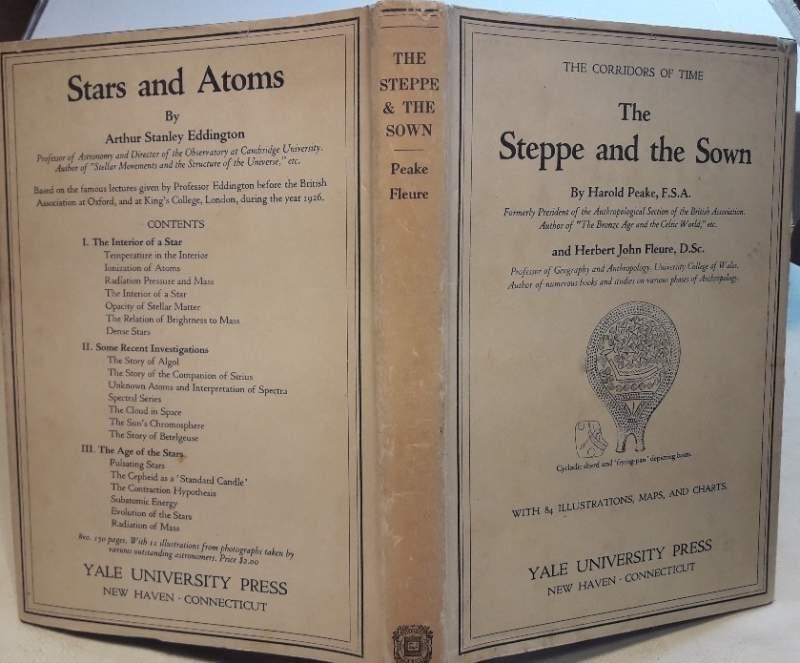 Stars and Atoms
By
Arthur Stanley Eddington
Professor of Astronomy and Director of the Observatory at Cambridge University.
Author of "Stellar Movements and the Structure of the Universe," etc.
Based on the famous lectures given by Professor Eddington before the British
Association at Oxford, and at King's College, London, during the year 1926.
CONTENTS
I. The Interior of a Star
Temperature in the Interior
Ionization of Atoms
Radiation Pressure and Mass
The Interior of a Star
Opacity of Stellar Matter
The Relation of Brightness to Mass
Dense Stars
II. Some Recent Investigations
The Story of Algol
The Story of the Companion of Sirius
Unknown Atoms and Interpretation of Spectra
Spectral Series
The Cloud in Space
The Sun's Chromosphere
The Story of Betelgeuse
III. The Age of the Stars
Pulsating Stars
The Cepheid as a 'Standard Candle'
The Contraction Hypothesis
Subatomic Energy
Evolution of the Stars
Radiation of Mass
8vo. 130 pages. With 12 illustrations from photographs taken by
various outstanding astronomers. Price $2.00
YALE UNIVERSITY PRESS
NEW HAVEN · CONNECTICUT
THE
STEPPE
& THE
SOWN
Peake
Fleure
THE CORRIDORS OF TIME
The
Steppe and the Sown
By Harold Peake, F.S.A.
Formerly President of the Anthropological Section of the British Association.
Author of "The Bronze Age and the Celtic World," etc.
and Herbert John Fleure, D.Sc.
Professor of Geography and Anthropology, University College of Wales.
Author of numerous books and studies on various phases of Anthropology.
Cycladic sherd and 'frying-pan' depicting boats.
WITH 84 ILLUSTRATIONS, MAPS, AND CHARTS
YALE UNIVERSITY PRESS
NEW HAVEN · CONNECTICUT